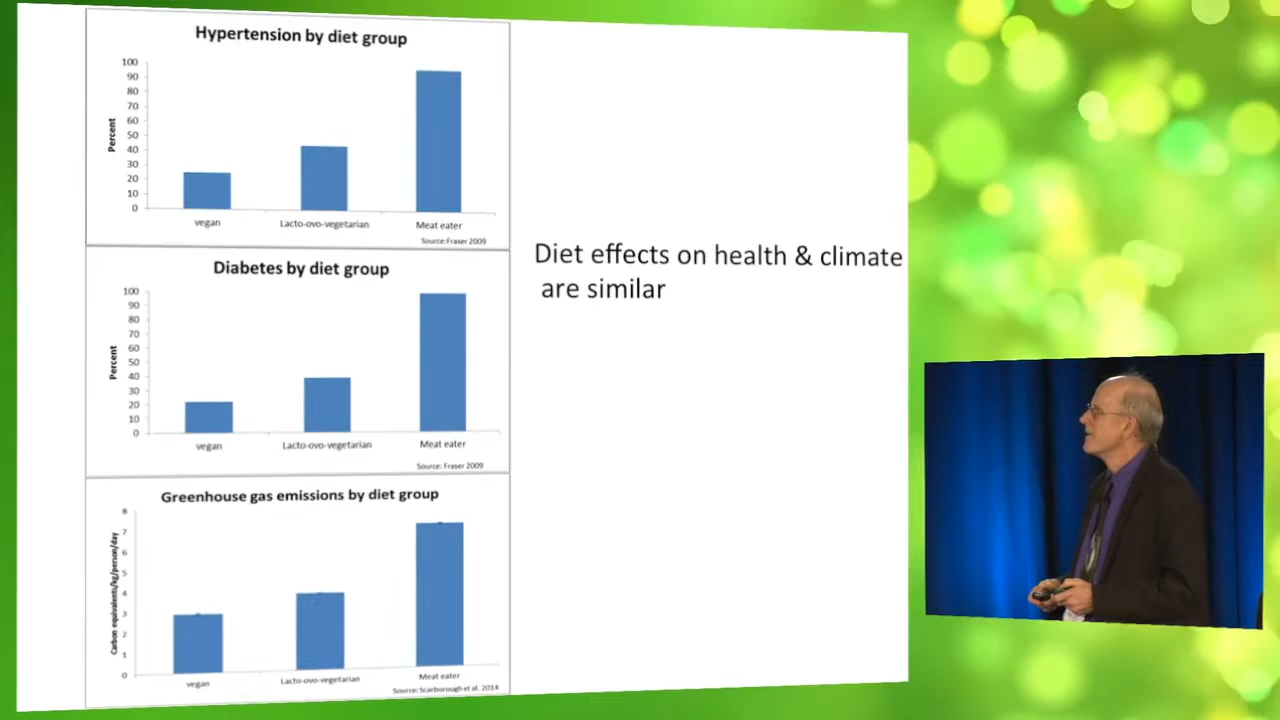 Hypertension by diet group
100
90
80
70
60
50
40
30
20
10
0
Percent
vegan
Lacto-ovo-vegetarian
Meat eater
Source:Fraser 2009
Diabetes by diet group
100
90
80
70
60
50
40
30
20
10
0
Percent
vegan
Lacto-ovo-vegetarian
Meat eater
Source: Fraser 2009
Greenhouse gas emissions by diet group
8
7
6
5
4
3
2
1
0
Carbon equivalents/kg/person/day
vegan
Lacto-ovo-vegetarian
Meat eater
Source: Scarborough et al, 2014
Diet effects on health & climate
are similar